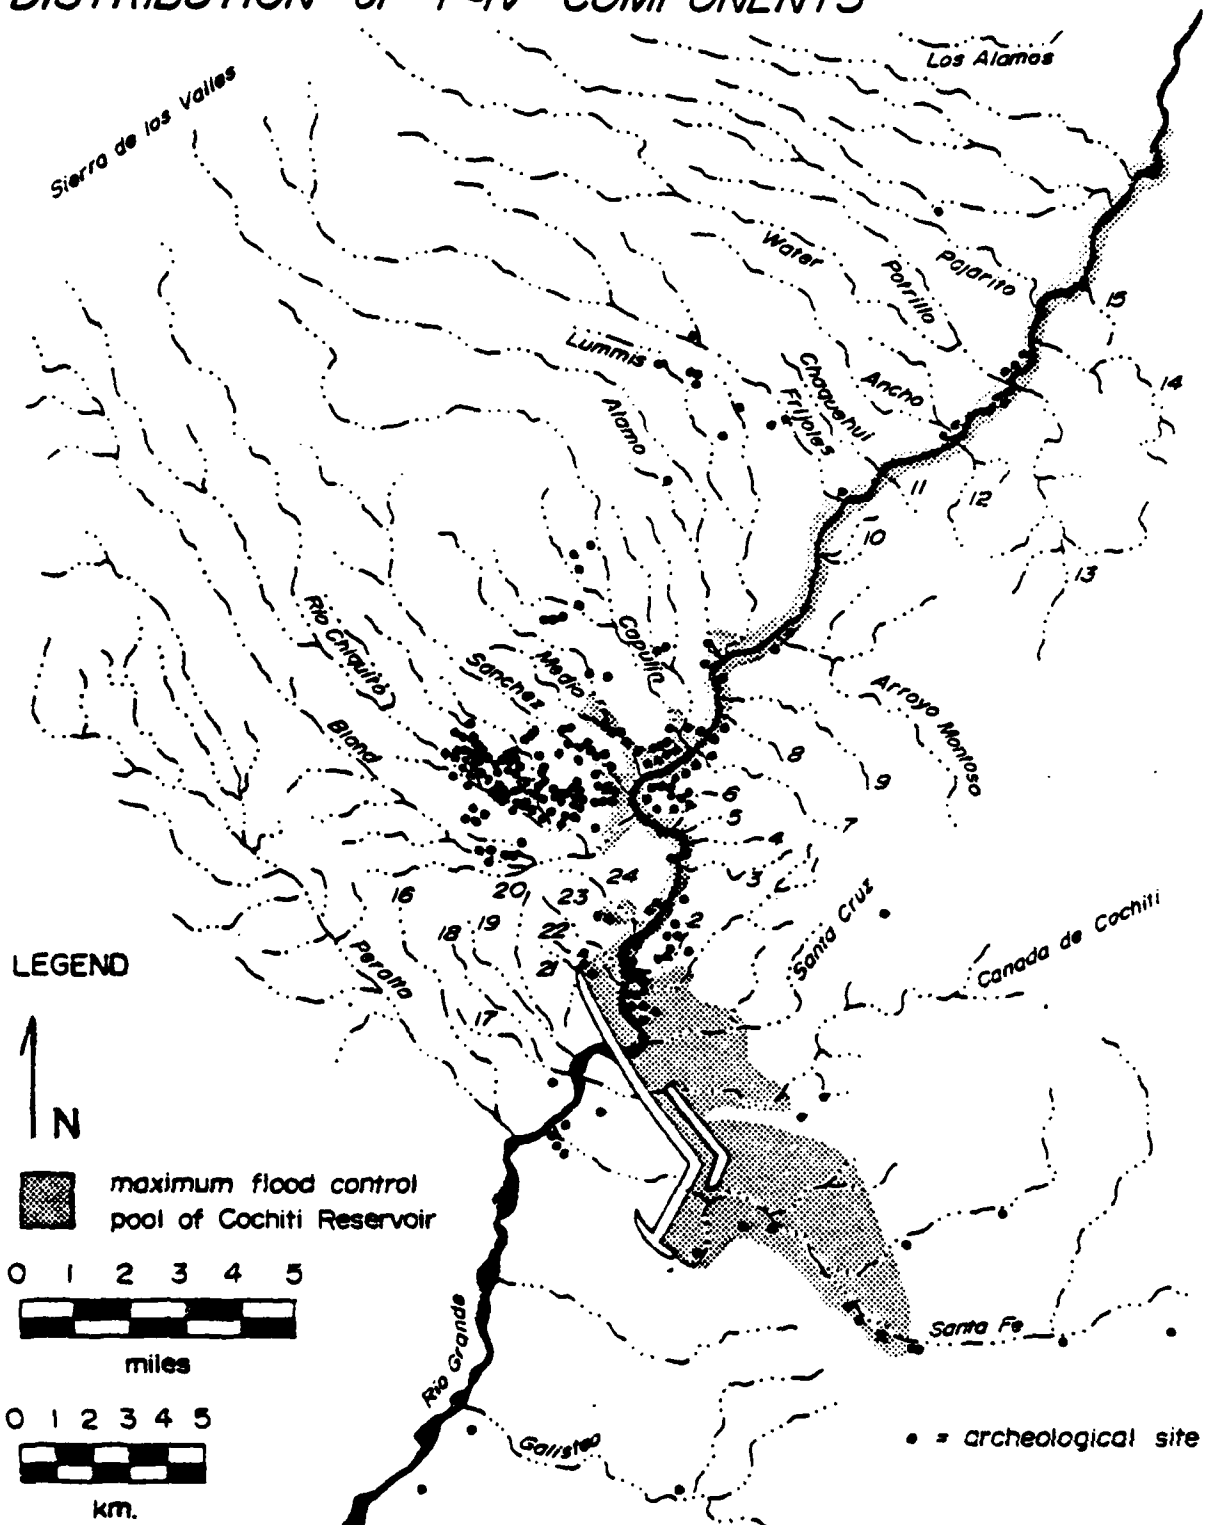 DISTRIBUTION of P-IV COMPONENTS
Los Alamos
Sierra de los Valles
Water
Pajarito
Potrillo
15
Lummis
Chaquehui
Ancho
14
Frijoles
Alamo
11
12
10
13
Rio Chiquito
Capulin
Medio
Sanchez
Arroyo Montoso
Bland
8
9
6
5
7
4
3
24
20
23
16
19
2
22
18
Santa Cruz
Canada de Cochiti
21
Peralta
17
LEGEND
N
maximum flood control
pool of Cochiti Reservoir
0 1 2 3 4 5
miles
Santa Fe
Rio Grande
0 1 2 3 4 5
km.
Galisteo
• = archeological site